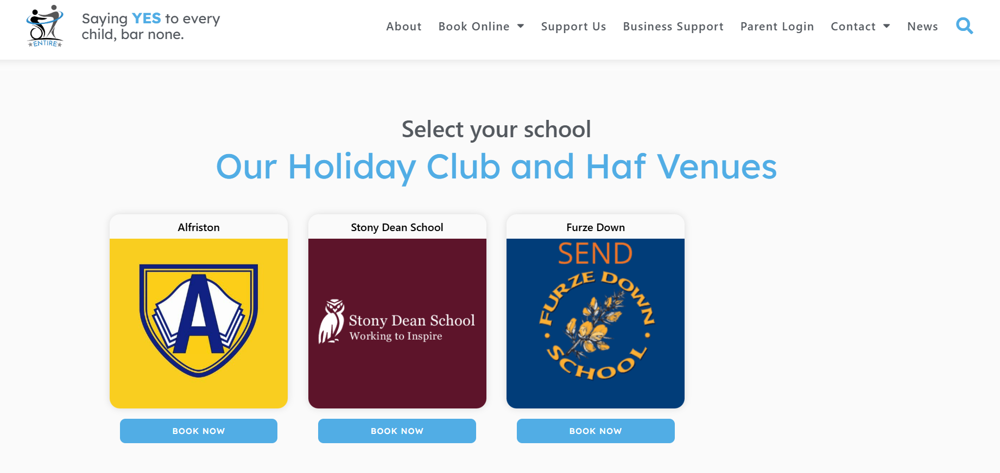 Saying YES to every
child, bar none.
ENTIRE
About
Book Online
Support Us
Business Support
Parent Login
Contact
News
Select your school
Our Holiday Club and Haf Venues
Alfriston
A
BOOK NOW
Stony Dean School
Stony Dean School
Working to Inspire
BOOK NOW
Furze Down
SEND
FURZE DOWN
SCHOOL
BOOK NOW